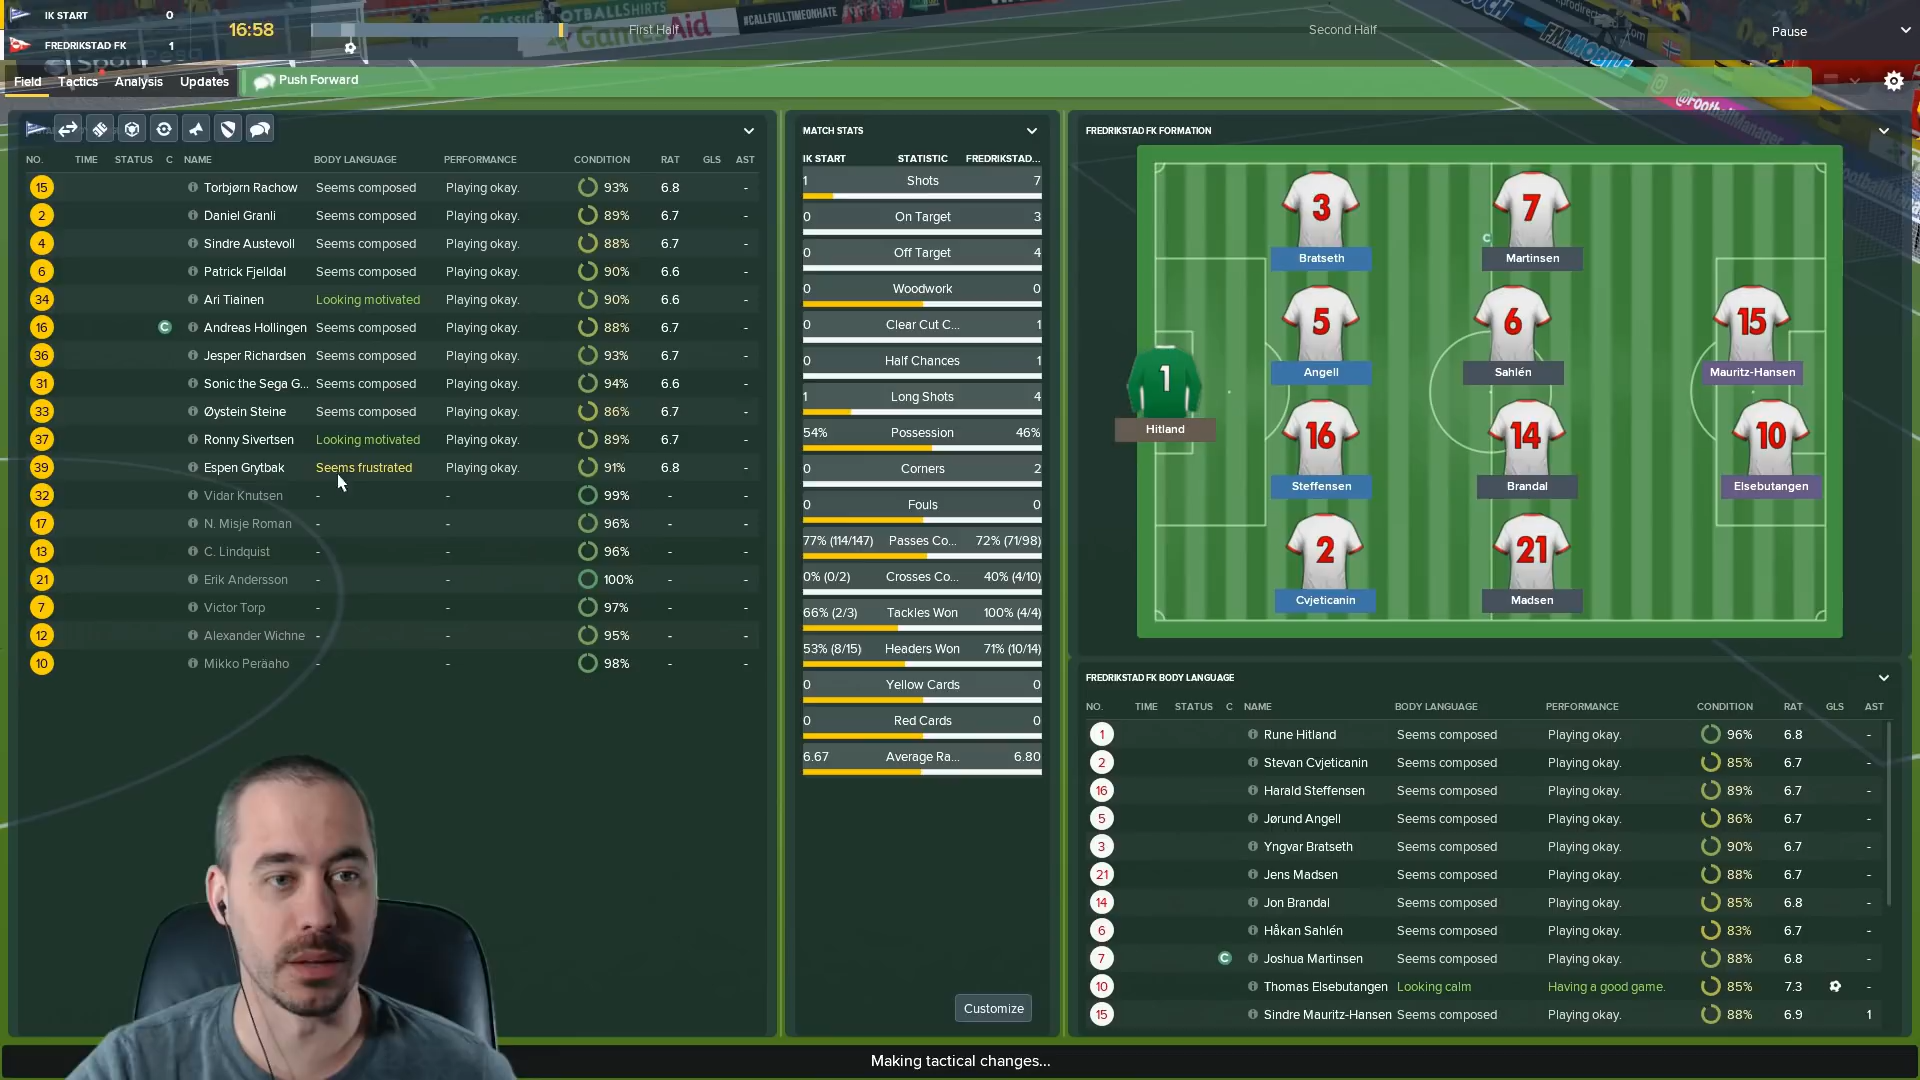 IK START 0
FREDRIKSTAD FK 1
16:58
First Half
Second Half
Pause
#CALLFULLTIMEONHATE
FM MOBILE
@FootballManager
Field Tactics Analysis Updates
Push Forward
NO. TIME STATUS C NAME BODY LANGUAGE PERFORMANCE CONDITION RAT GLS AST
15 Torbjørn Rachow Seems composed Playing okay. 93% 6.8 -
2 Daniel Granli Seems composed Playing okay. 89% 6.7 -
4 Sindre Austevoll Seems composed Playing okay. 88% 6.7 -
6 Patrick Fjelldal Seems composed Playing okay. 90% 6.6 -
34 Ari Tiainen Looking motivated Playing okay. 90% 6.6 -
16 C Andreas Hollingen Seems composed Playing okay. 88% 6.7 -
36 Jesper Richardsen Seems composed Playing okay. 93% 6.7 -
31 Sonic the Sega G... Seems composed Playing okay. 94% 6.6 -
33 Øystein Steine Seems composed Playing okay. 86% 6.7 -
37 Ronny Sivertsen Looking motivated Playing okay. 89% 6.7 -
39 Espen Grytbak Seems frustrated Playing okay. 91% 6.8 -
32 Vidar Knutsen - - 99% - -
17 N. Misje Roman - - 96% - -
13 C. Lindquist - - 96% - -
21 Erik Andersson - - 100% - -
7 Victor Torp - - 97% - -
12 Alexander Wichne - - 95% - -
10 Mikko Peräaho - - 98% - -
MATCH STATS
IK START STATISTIC FREDRIKSTAD...
1 Shots 7
0 On Target 3
0 Off Target 4
0 Woodwork 0
0 Clear Cut C... 1
0 Half Chances 1
1 Long Shots 4
54% Possession 46%
0 Corners 2
0 Fouls 0
77% (114/147) Passes Co... 72% (71/98)
0% (0/2) Crosses Co... 40% (4/10)
66% (2/3) Tackles Won 100% (4/4)
53% (8/15) Headers Won 71% (10/14)
0 Yellow Cards 0
0 Red Cards 0
6.67 Average Ra... 6.80
Customize
FREDRIKSTAD FK FORMATION
3 7
C
Bratseth Martinsen
5 6 15
Angell Sahlén Mauritz-Hansen
1
Hitland
16 14 10
Steffensen Brandal Elsebutangen
2 21
Cvjeticanin Madsen
FREDRIKSTAD FK BODY LANGUAGE
NO. TIME STATUS C NAME BODY LANGUAGE PERFORMANCE CONDITION RAT GLS AST
1 Rune Hitland Seems composed Playing okay. 96% 6.8 -
2 Stevan Cvjeticanin Seems composed Playing okay. 85% 6.7 -
16 Harald Steffensen Seems composed Playing okay. 89% 6.7 -
5 Jørund Angell Seems composed Playing okay. 86% 6.7 -
3 Yngvar Bratseth Seems composed Playing okay. 90% 6.7 -
21 Jens Madsen Seems composed Playing okay. 88% 6.7 -
14 Jon Brandal Seems composed Playing okay. 85% 6.8 -
6 Håkan Sahlén Seems composed Playing okay. 83% 6.7 -
7 C Joshua Martinsen Seems composed Playing okay. 88% 6.8 -
10 Thomas Elsebutangen Looking calm Having a good game. 85% 7.3 -
15 Sindre Mauritz-Hansen Seems composed Playing okay. 88% 6.9 1
Making tactical changes...